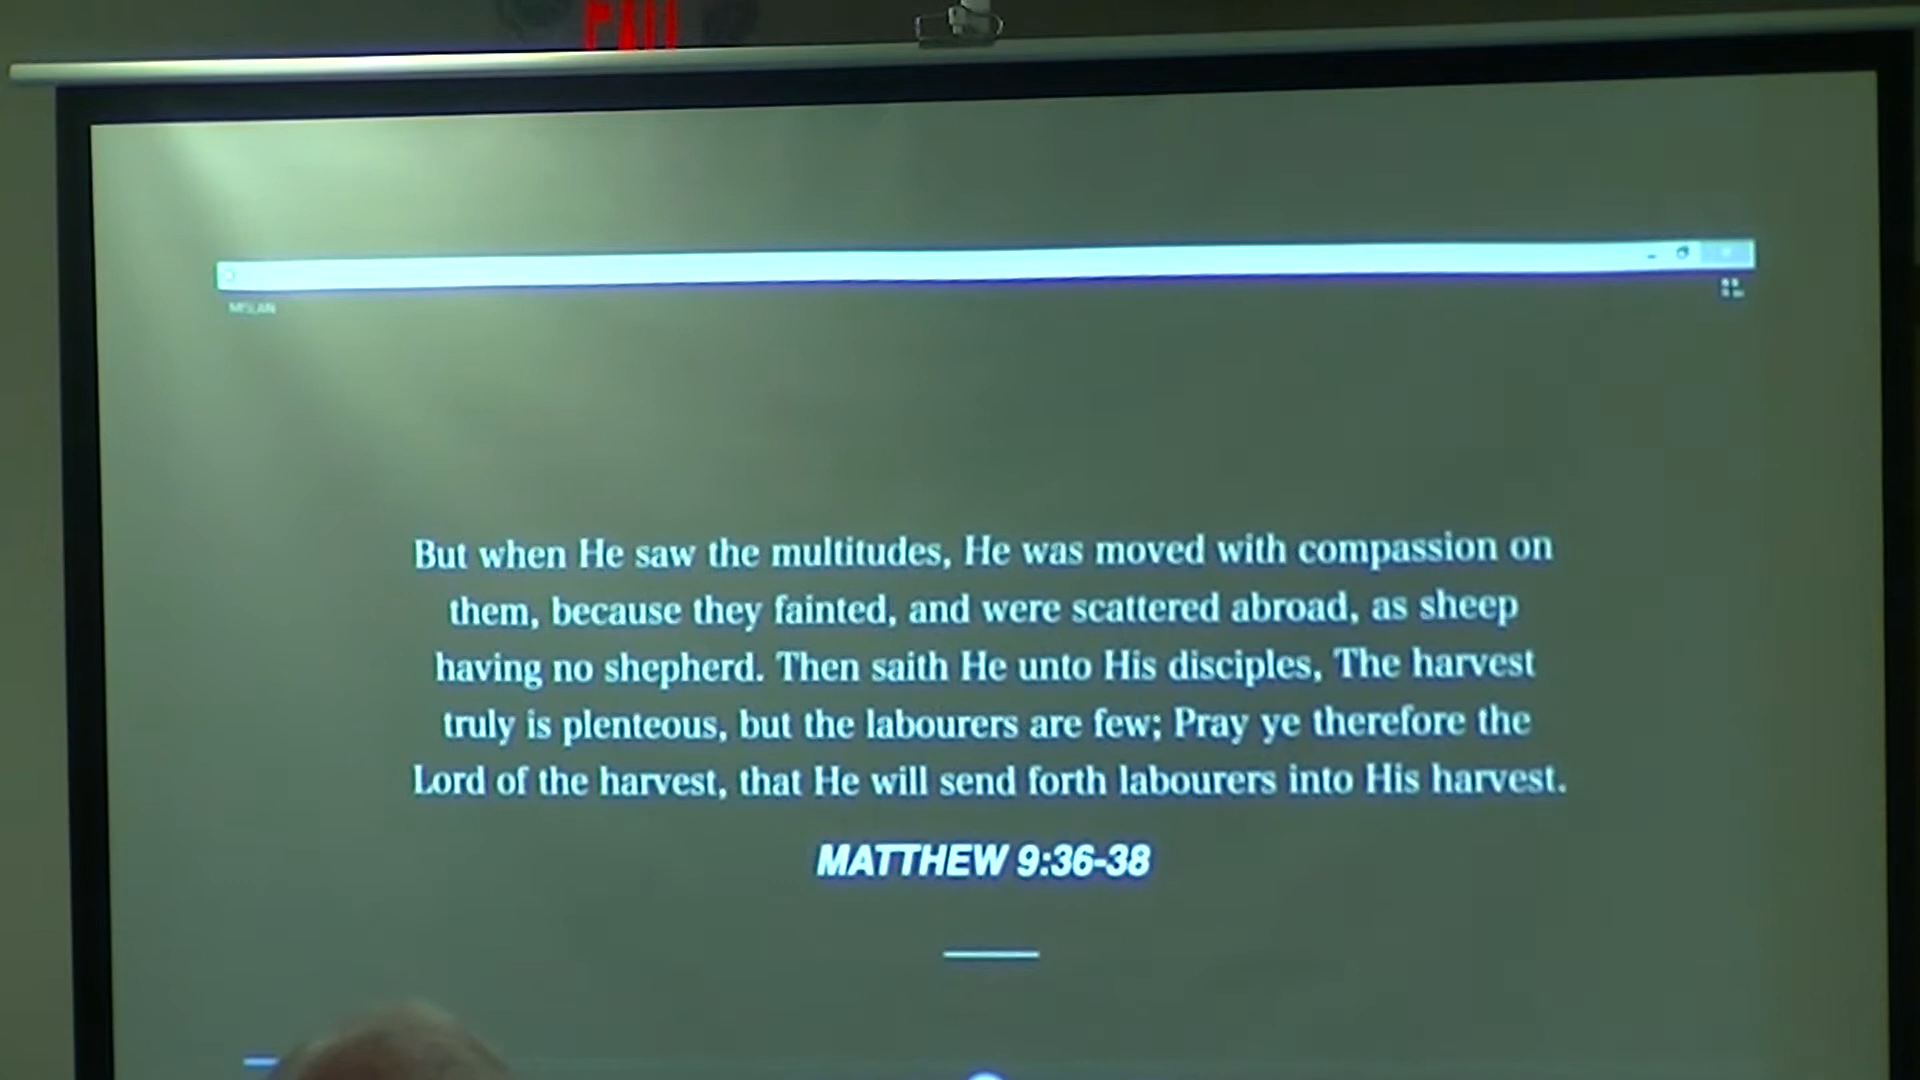 EXIT
But when He saw the multitudes, He was moved with compassion on
them, because they fainted, and were scattered abroad, as sheep
having no shepherd. Then saith He unto His disciples, The harvest
truly is plenteous, but the labourers are few; Pray ye therefore the
Lord of the harvest, that He will send forth labourers into His harvest.
MATTHEW 9:36-38